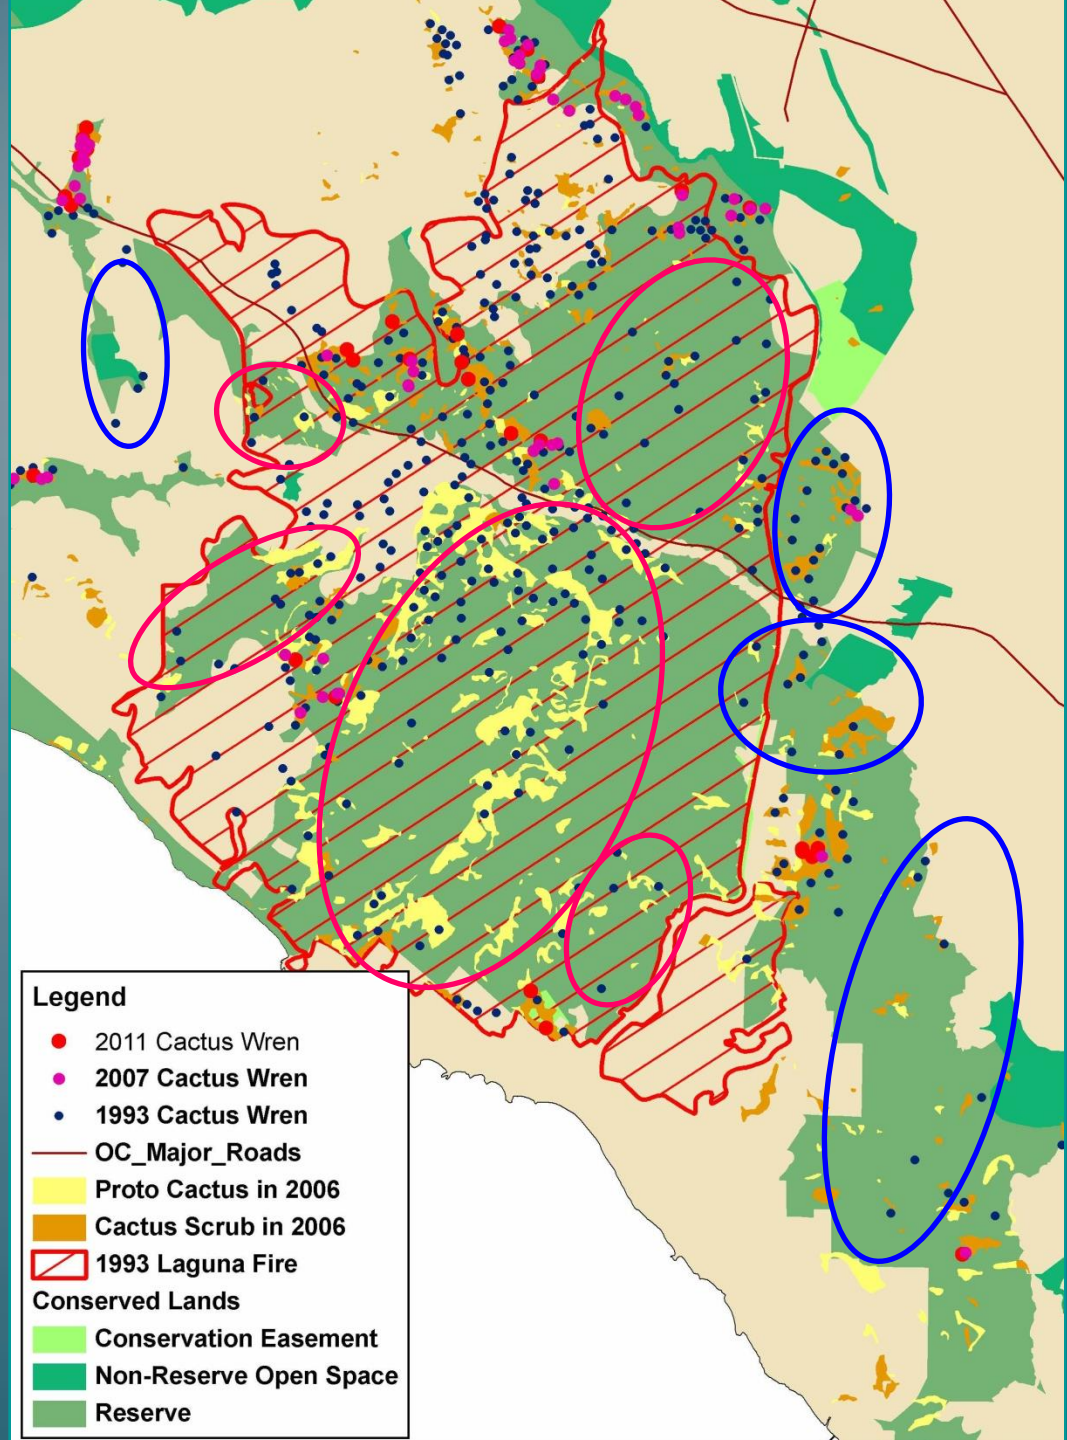 Legend
2011 Cactus Wren
2007 Cactus Wren
1993 Cactus Wren
OC_Major_Roads
Proto Cactus in 2006
Cactus Scrub in 2006
1993 Laguna Fire
Conserved Lands
Conservation Easement
Non-Reserve Open Space
Reserve